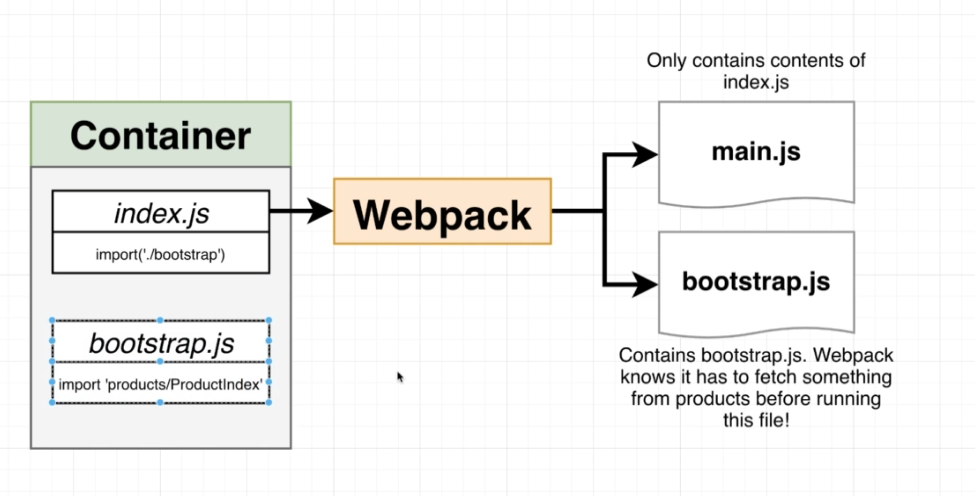 Only contains contents of
index.js
Container
main.js
index.js
Webpack
import('./bootstrap')
bootstrap.js
bootstrap.js
import 'products/ProductIndex'
Contains bootstrap.js. Webpack
knows it has to fetch something
from products before running
this file!